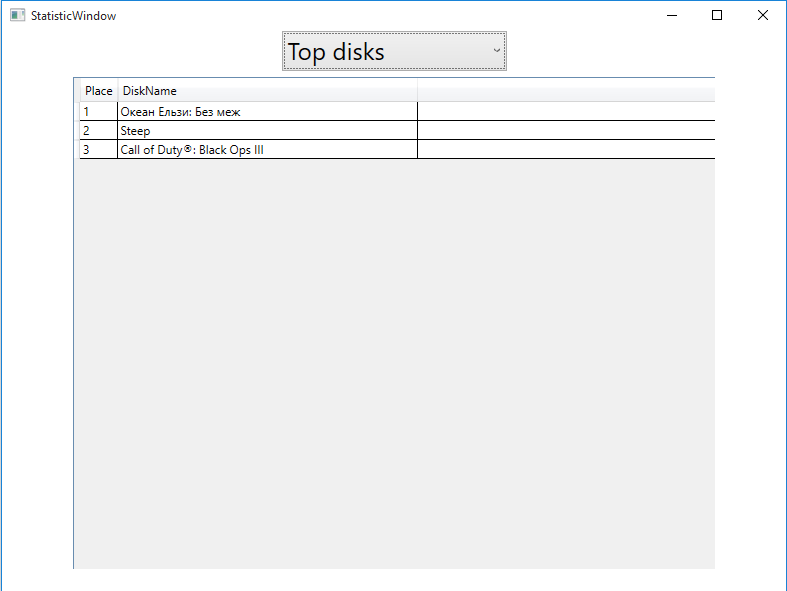 StatisticWindow
Top disks
Place DiskName
1 Океан Ельзи: Без меж
2 Steep
3 Call of Duty®: Black Ops III